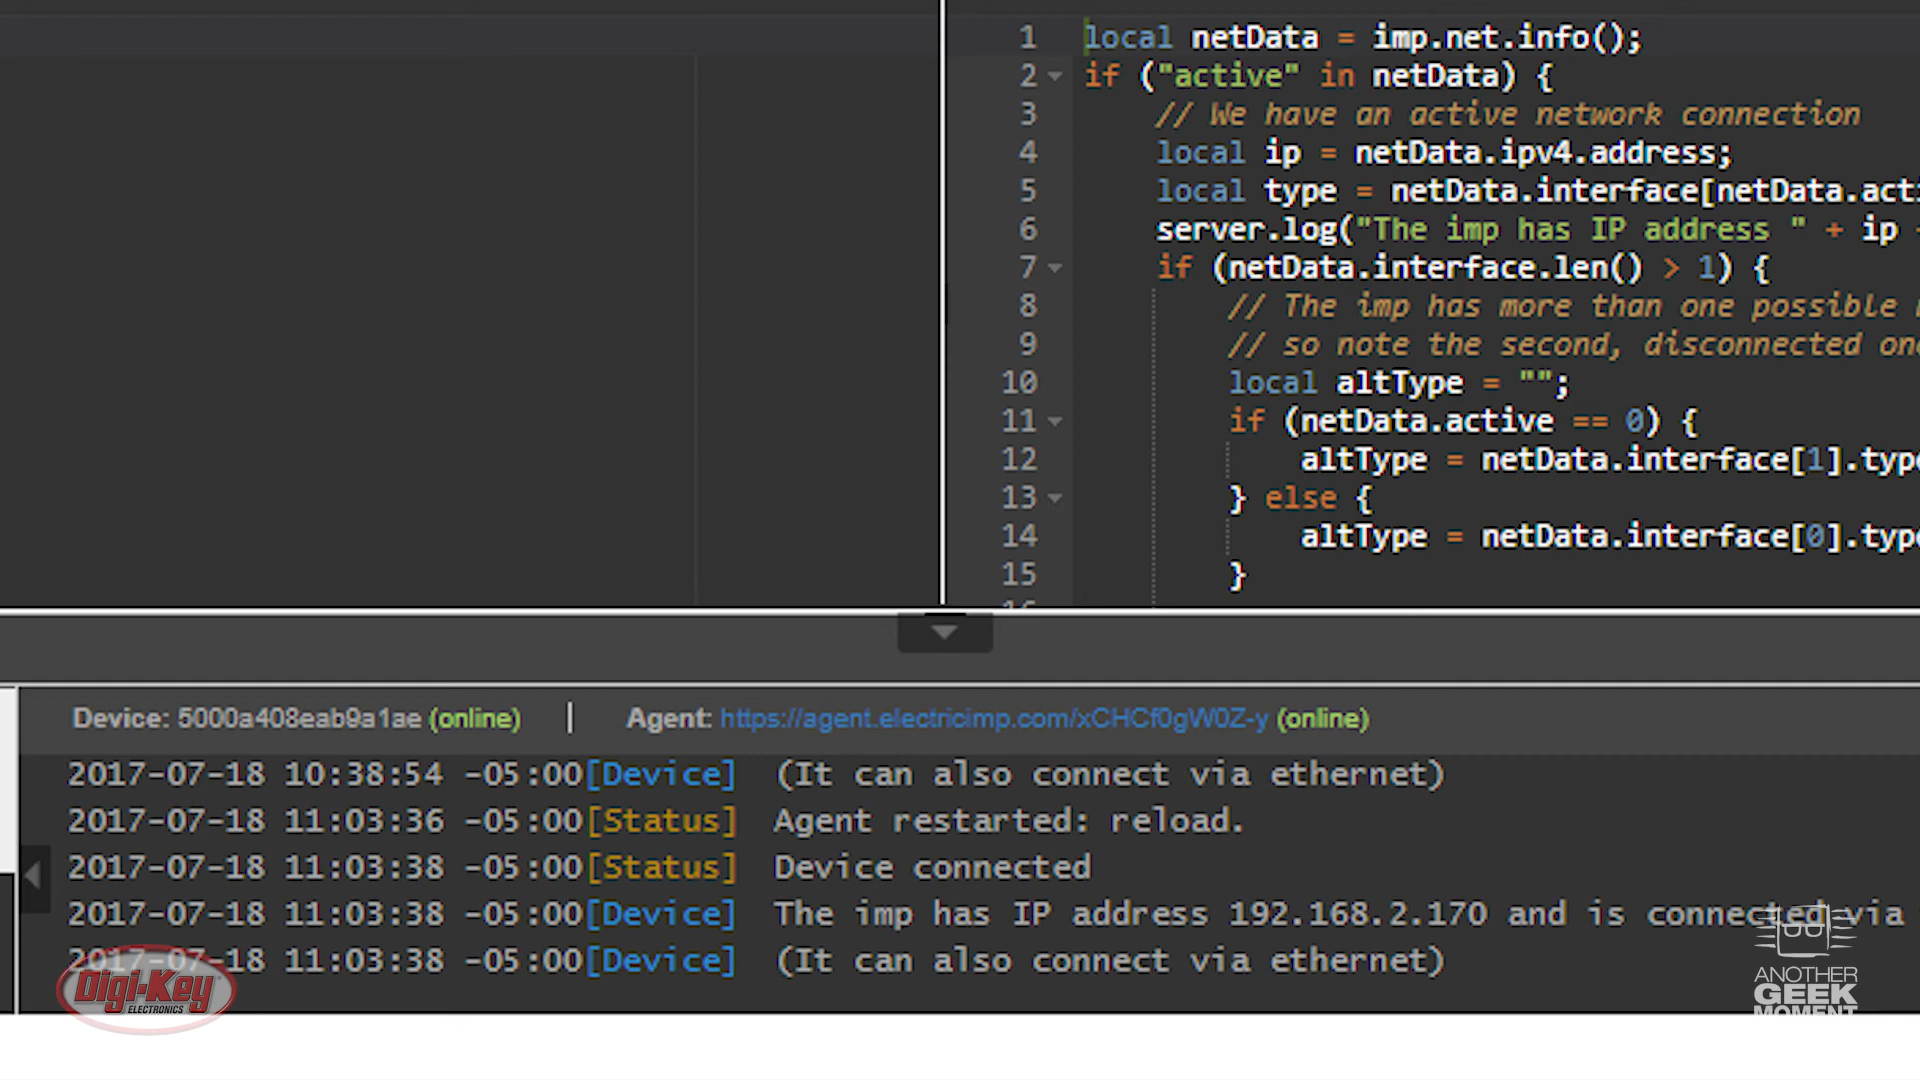 1 local netData = imp.net.info();
2 if ("active" in netData) {
3 // We have an active network connection
4 local ip = netData.ipv4.address;
5 local type = netData.interface[netData.acti
6 server.log("The imp has IP address " + ip
7 if (netData.interface.len() > 1) {
8 // The imp has more than one possible
9 // so note the second, disconnected one
10 local altType = "";
11 if (netData.active == 0) {
12 altType = netData.interface[1].type
13 } else {
14 altType = netData.interface[0].type
15 }
Device: 5000a408eab9a1ae (online) | Agent: https://agent.electricimp.com/xCHCf0gW0Z-y (online)
2017-07-18 10:38:54 -05:00[Device] (It can also connect via ethernet)
2017-07-18 11:03:36 -05:00[Status] Agent restarted: reload.
2017-07-18 11:03:38 -05:00[Status] Device connected
2017-07-18 11:03:38 -05:00[Device] The imp has IP address 192.168.2.170 and is connected via
2017-07-18 11:03:38 -05:00[Device] (It can also connect via ethernet)
Digi-Key
ELECTRONICS
ANOTHER
GEEK
MOMENT